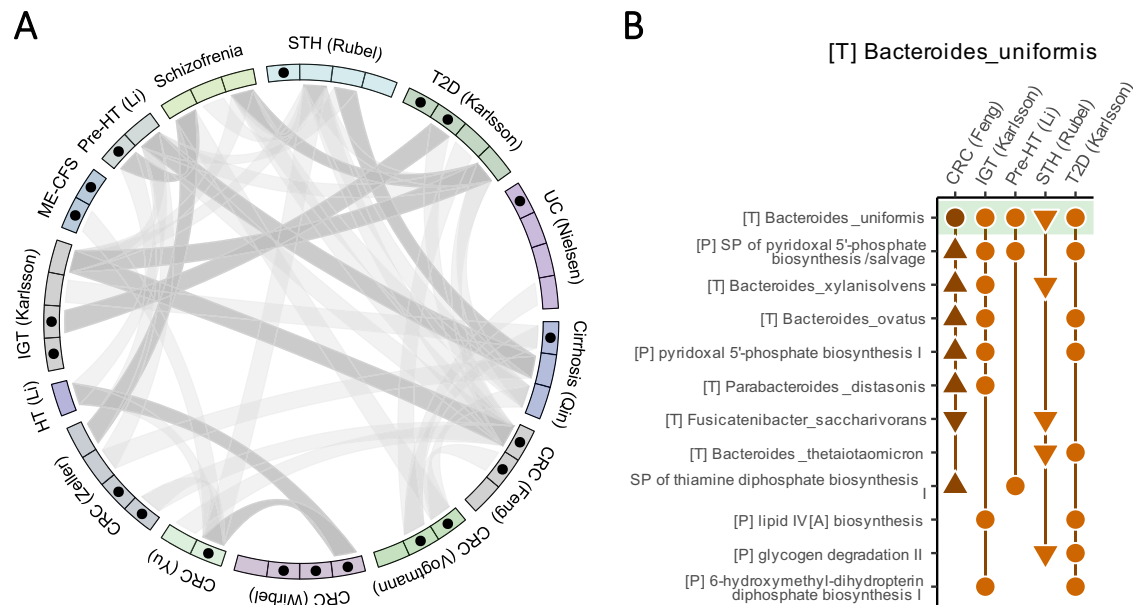 A
Schizofrenia
STH (Rubel)
T2D (Karlsson)
UC (Nielsen)
Cirrhosis (Qin)
CRC (Feng)
CRC (Vogtmann)
CRC (Wirbel)
CRC (Yu)
CRC (Zeller)
HT (Li)
IGT (Karlsson)
ME-CFS
Pre-HT (Li)
B
[T] Bacteroides_uniformis
CRC (Feng)
IGT (Karlsson)
Pre-HT (Li)
STH (Rubel)
T2D (Karlsson)
[T] Bacteroides_uniformis
[P] SP of pyridoxal 5'-phosphate
biosynthesis/salvage
[T] Bacteroides_xylanisolvens
[T] Bacteroides_ovatus
[P] pyridoxal 5'-phosphate biosynthesis I
[T] Parabacteroides_distasonis
[T] Fusicatenibacter_saccharivorans
[T] Bacteroides_thetaiotaomicron
SP of thiamine diphosphate biosynthesis
I
[P] lipid IV[A] biosynthesis
[P] glycogen degradation II
[P] 6-hydroxymethyl-dihydropterin
diphosphate biosynthesis I